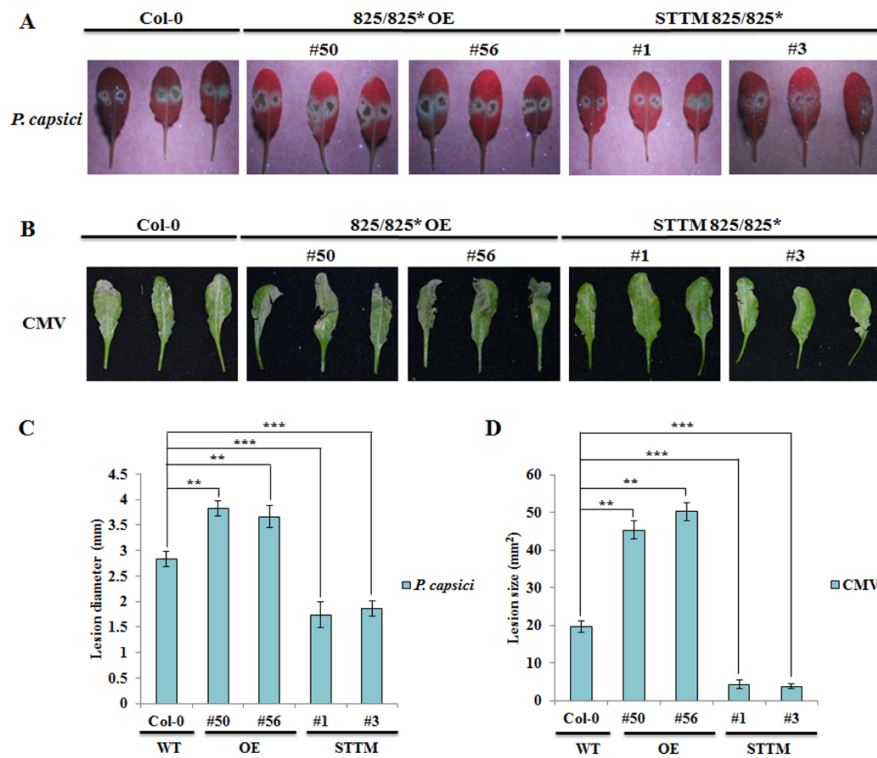 A
Col-0 825/825* OE STTM 825/825*
#50 #56 #1 #3
P. capsici
B
Col-0 825/825* OE STTM 825/825*
#50 #56 #1 #3
CMV
C
***
***
**
**
4.5
4
3.5
3
2.5
2
1.5
1
0.5
0
Lesion diameter (mm)
P. capsici
Col-0 #50 #56 #1 #3
WT OE STTM
D
***
***
**
**
60
50
40
30
20
10
0
Lesion size (mm²)
CMV
Col-0 #50 #56 #1 #3
WT OE STTM